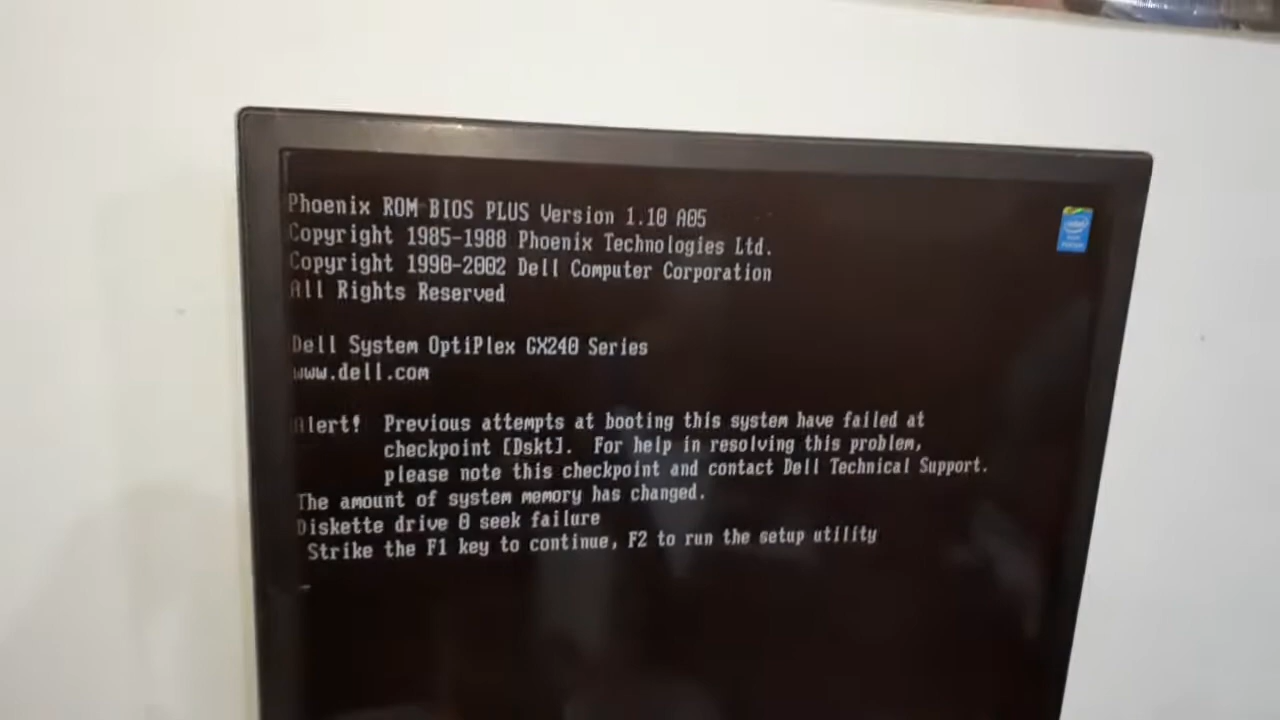 Phoenix ROM BIOS PLUS Version 1.10 A05
Copyright 1985-1988 Phoenix Technologies Ltd.
Copyright 1990-2002 Dell Computer Corporation
All Rights Reserved
Dell System OptiPlex GX240 Series
www.dell.com
Alert! Previous attempts at booting this system have failed at
checkpoint [Dskt]. For help in resolving this problem,
please note this checkpoint and contact Dell Technical Support.
The amount of system memory has changed.
Diskette drive 0 seek failure
Strike the F1 key to continue, F2 to run the setup utility